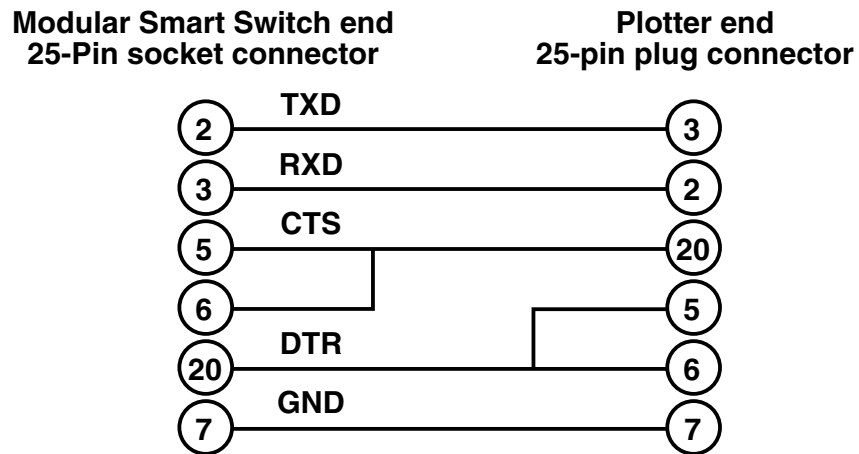 Modular Smart Switch end
25-Pin socket connector
Plotter end
25-pin plug connector
2 TXD 3
3 RXD 2
5 CTS 20
6 5
20 DTR 6
7 GND 7